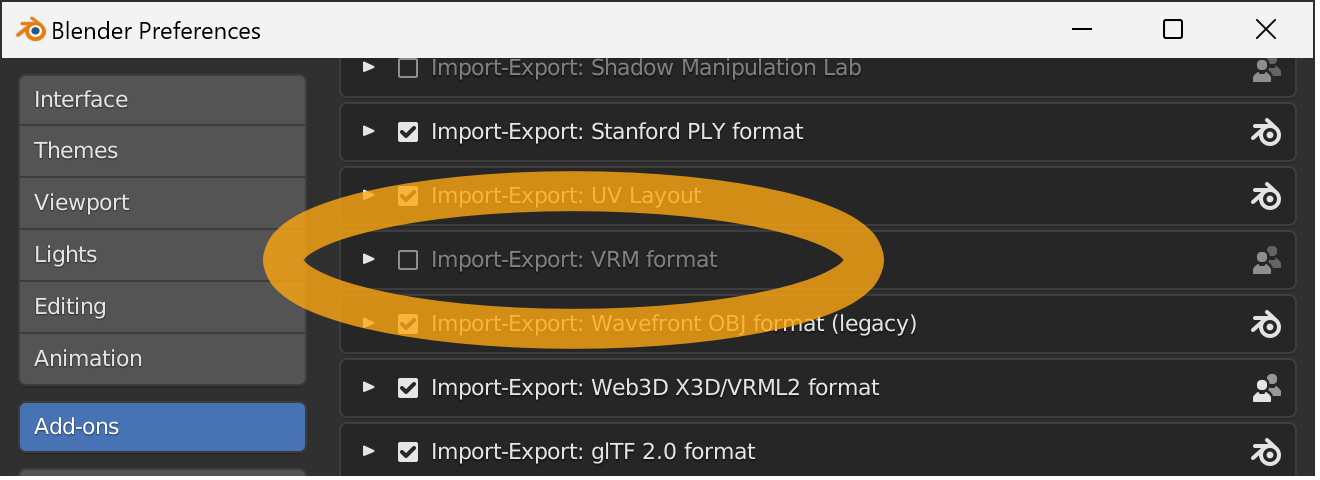 Blender Preferences
Interface
Themes
Viewport
Lights
Editing
Animation
Add-ons
Import-Export: Shadow Manipulation Lab
Import-Export: Stanford PLY format
Import-Export: UV Layout
Import-Export: VRM format
Import-Export: Wavefront OBJ format (legacy)
Import-Export: Web3D X3D/VRML2 format
Import-Export: glTF 2.0 format